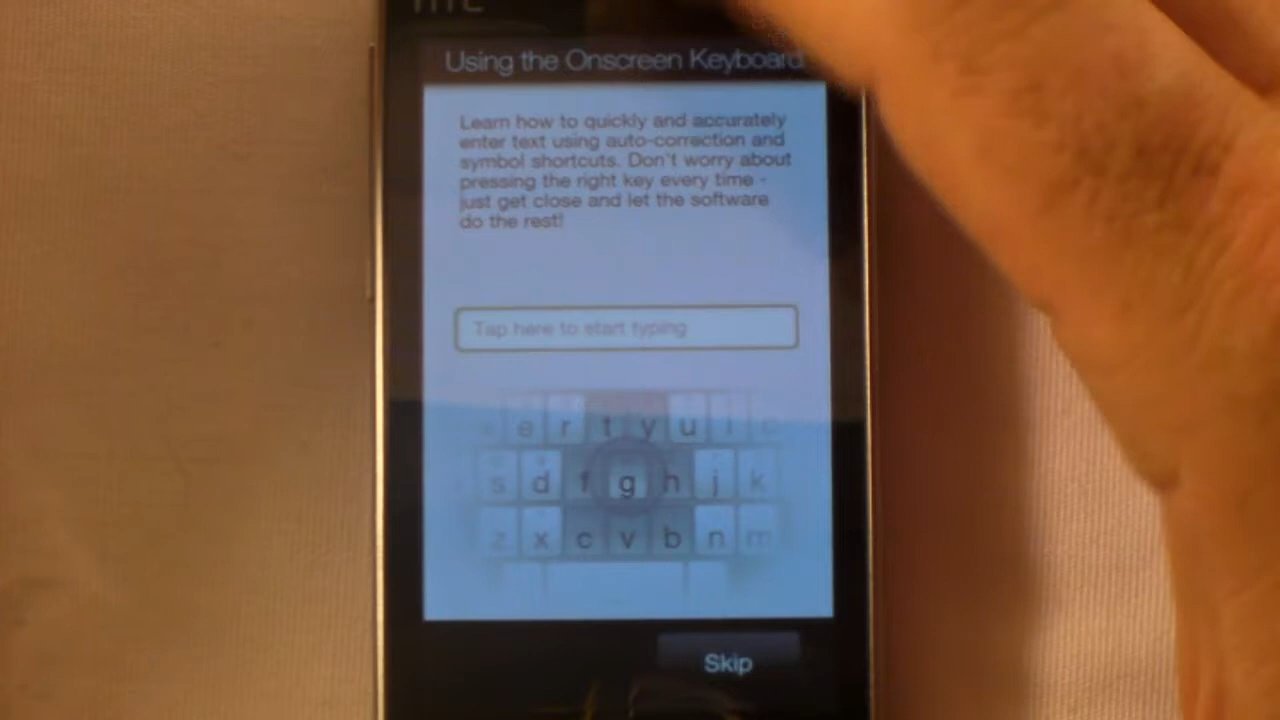 hTC
Using the Onscreen Keyboard
Learn how to quickly and accurately
enter text using auto-correction and
symbol shortcuts. Don't worry about
pressing the right key every time -
just get close and let the software
do the rest!
Tap here to start typing
e r t y u i
s d f g h j k
z x c v b n m
Skip